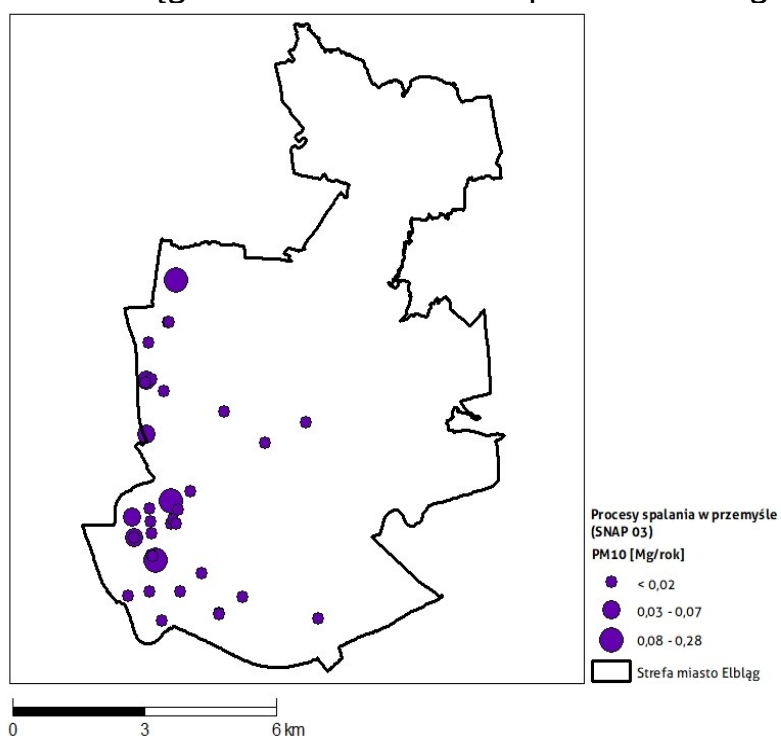 Procesy spalania w przemyśle
(SNAP 03)
PM10 [Mg/rok]
< 0,02
0,03 - 0,07
0,08 - 0,28
Strefa miasto Elbląg
0 3 6 km